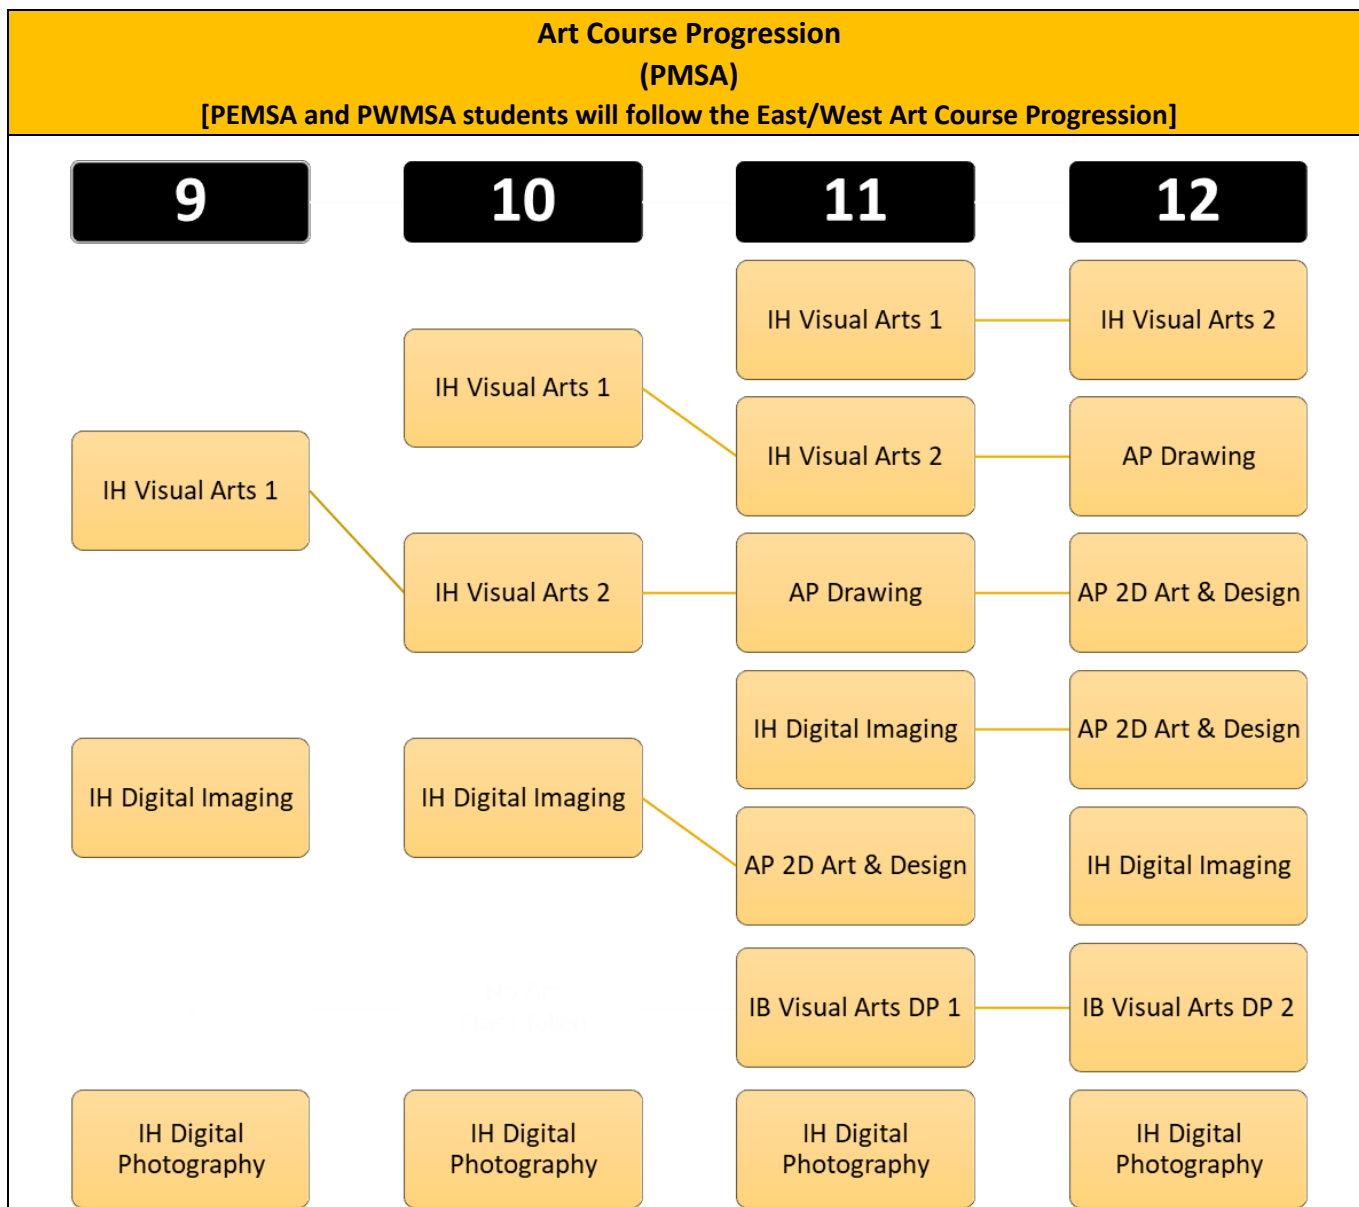 Art Course Progression
(PMSA)
[PEMSA and PWMSA students will follow the East/West Art Course Progression]
9
10
11
12
IH Visual Arts 1
IH Visual Arts 2
IH Visual Arts 1
IH Visual Arts 2
AP Drawing
IH Visual Arts 1
IH Visual Arts 2
AP Drawing
AP 2D Art & Design
IH Digital Imaging
AP 2D Art & Design
IH Digital Imaging
IH Digital Imaging
AP 2D Art & Design
IH Digital Imaging
IB Visual Arts DP 1
IB Visual Arts DP 2
IH Digital
Photography
IH Digital
Photography
IH Digital
Photography
IH Digital
Photography